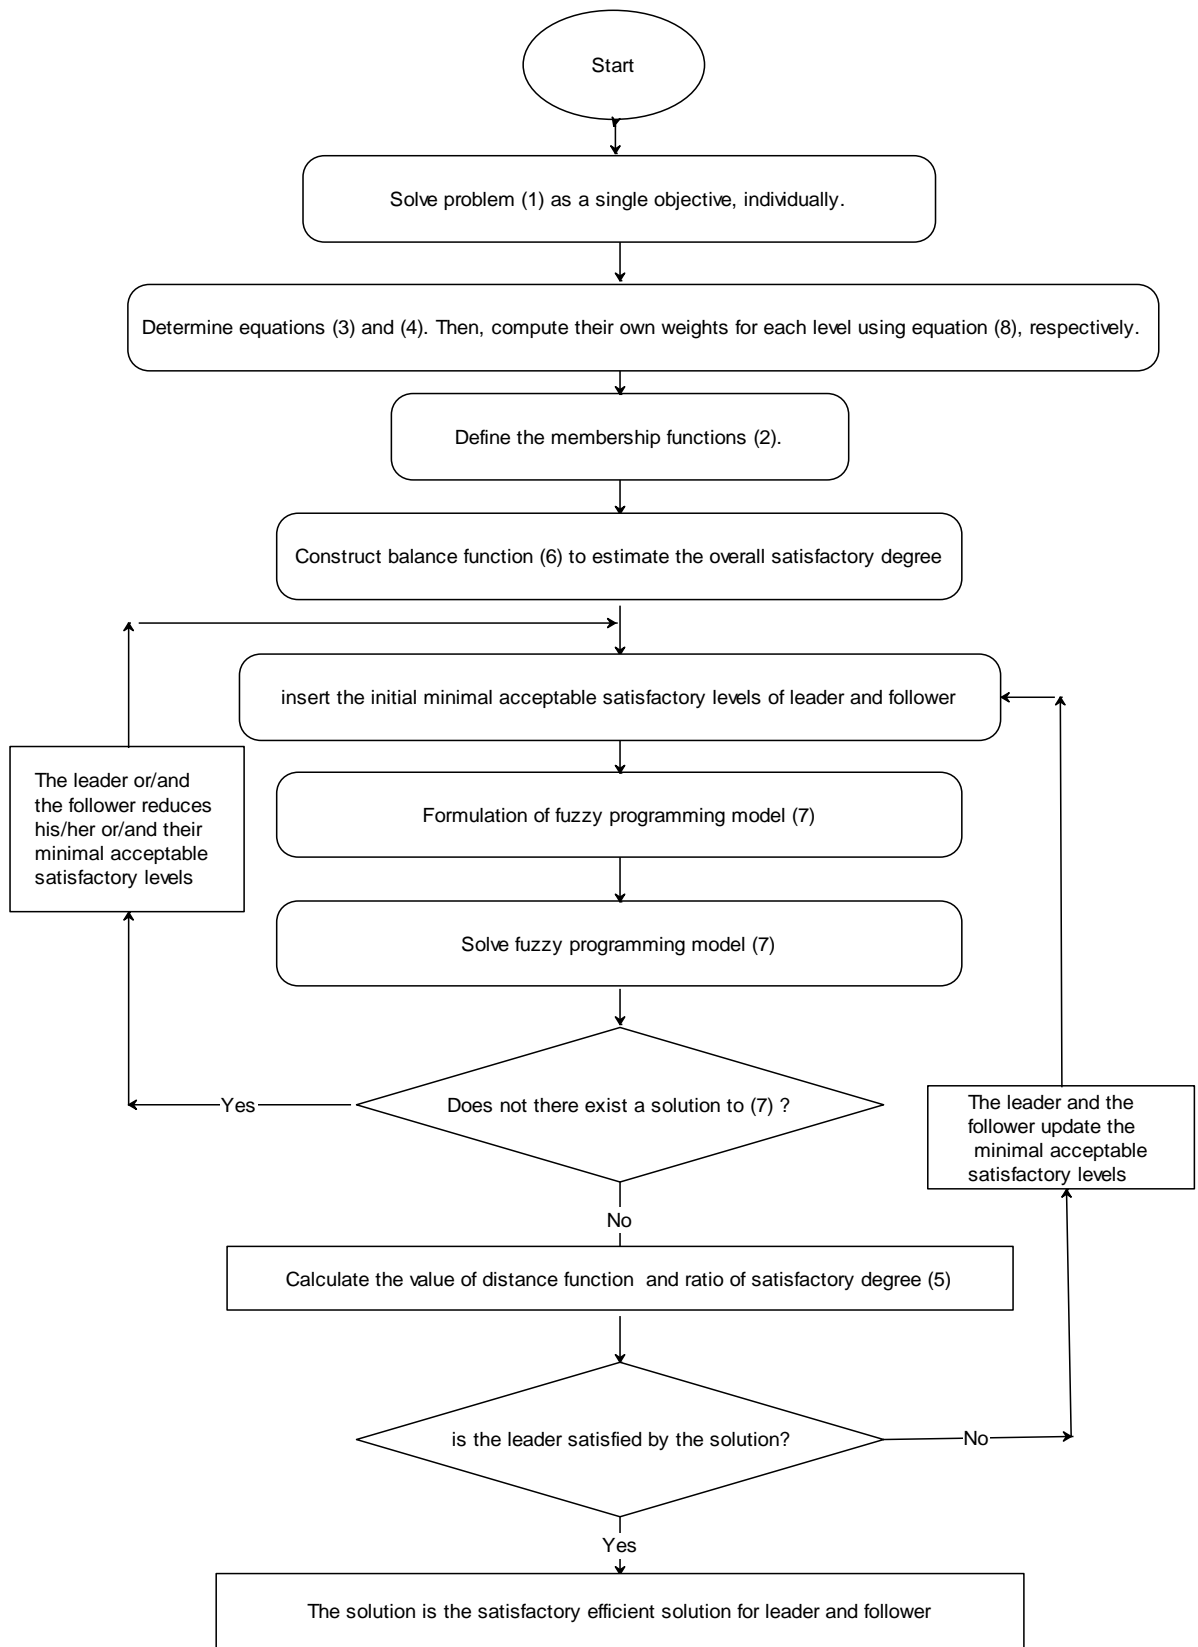 Start
Solve problem (1) as a single objective, individually.
Determine equations (3) and (4). Then, compute their own weights for each level using equation (8), respectively.
Define the membership functions (2).
Construct balance function (6) to estimate the overall satisfactory degree
insert the initial minimal acceptable satisfactory levels of leader and follower
The leader or/and
the follower reduces
his/her or/and their
minimal acceptable
satisfactory levels
Formulation of fuzzy programming model (7)
Solve fuzzy programming model (7)
Does not there exist a solution to (7) ?
Yes
The leader and the
follower update the
minimal acceptable
satisfactory levels
No
Calculate the value of distance function and ratio of satisfactory degree (5)
is the leader satisfied by the solution?
No
Yes
The solution is the satisfactory efficient solution for leader and follower